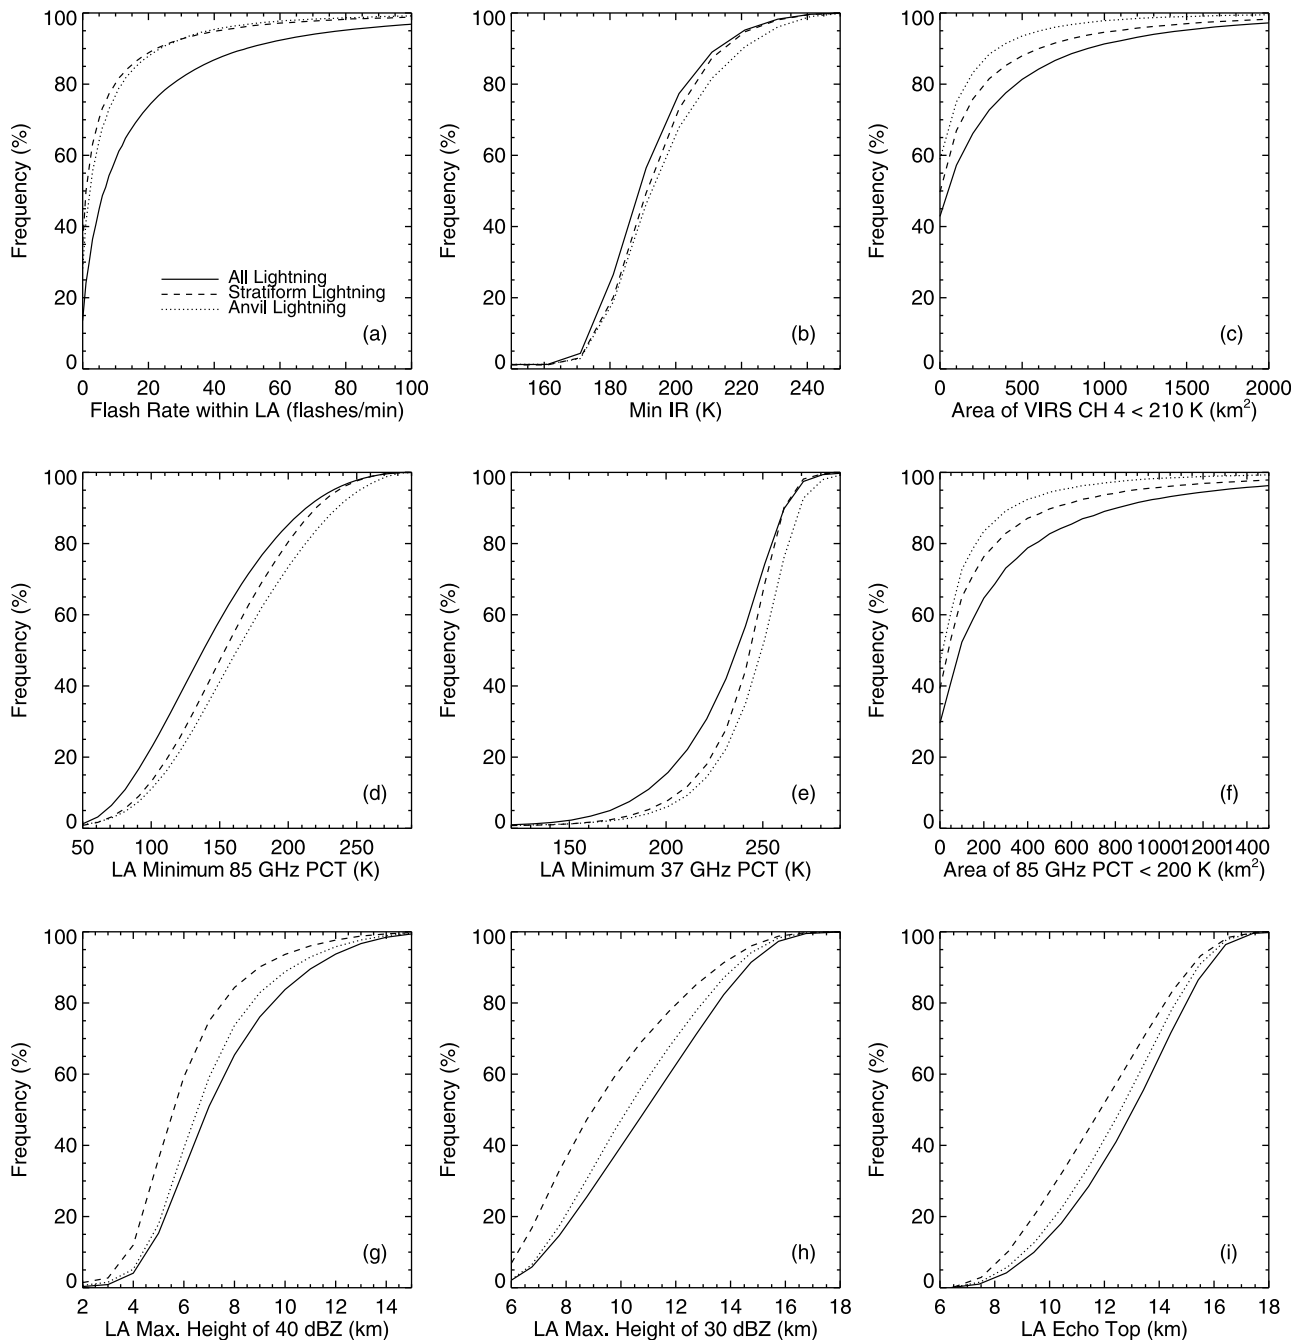 Frequency (%)
100
80
60
40
20
0
All Lightning
Stratiform Lightning
Anvil Lightning
(a)
0 20 40 60 80 100
Flash Rate within LA (flashes/min)
Frequency (%)
100
80
60
40
20
0
(b)
160 180 200 220 240
Min IR (K)
Frequency (%)
100
80
60
40
20
0
(c)
0 500 1000 1500 2000
Area of VIRS CH 4 < 210 K (km²)
Frequency (%)
100
80
60
40
20
0
(d)
50 100 150 200 250
LA Minimum 85 GHz PCT (K)
Frequency (%)
100
80
60
40
20
0
(e)
150 200 250
LA Minimum 37 GHz PCT (K)
Frequency (%)
100
80
60
40
20
0
(f)
0 200 400 600 800 1000 1200 1400
Area of 85 GHz PCT < 200 K (km²)
Frequency (%)
100
80
60
40
20
0
(g)
2 4 6 8 10 12 14
LA Max. Height of 40 dBZ (km)
Frequency (%)
100
80
60
40
20
0
(h)
6 8 10 12 14 16 18
LA Max. Height of 30 dBZ (km)
Frequency (%)
100
80
60
40
20
0
(i)
6 8 10 12 14 16 18
LA Echo Top (km)